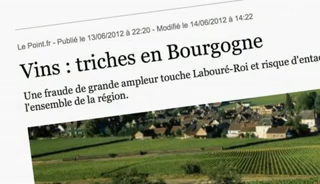 Le Point.fr - Publié le 13/06/2012 à 22:20 - Modifié le 14/06/2012 à 14:22
Vins : triches en Bourgogne
Une fraude de grande ampleur touche Labouré-Roi et risque
l'ensemble de la région.